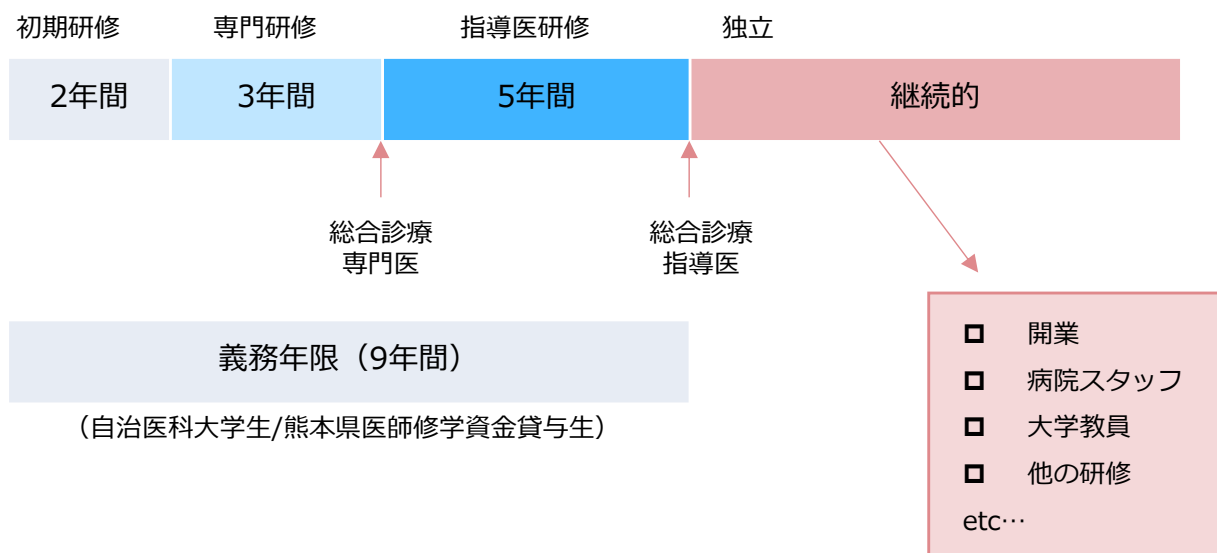 初期研修 専門研修 指導医研修 独立
2年間 3年間 5年間 継続的
総合診療
専門医
総合診療
指導医
義務年限（9年間）
（自治医科大学生/熊本県医師修学資金貸与生）
開業
病院スタッフ
大学教員
他の研修
etc…